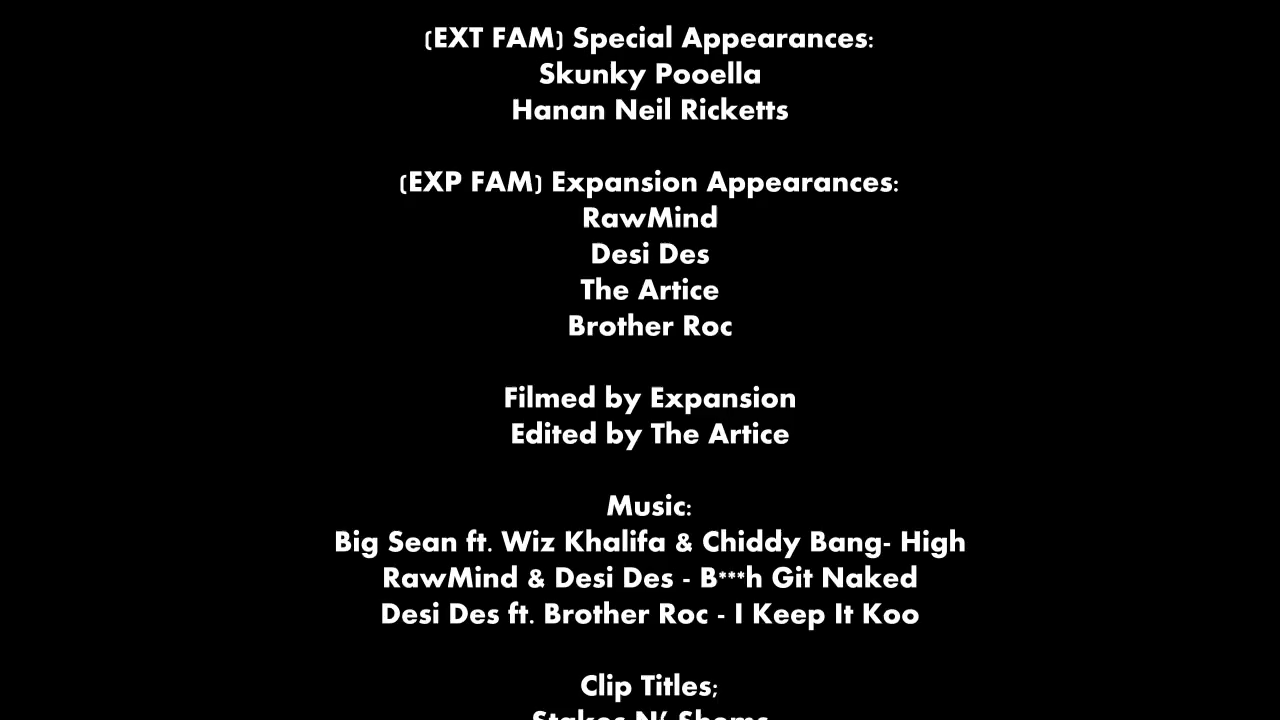 (EXT FAM) Special Appearances:
Skunky Pooella
Hanan Neil Ricketts
(EXP FAM) Expansion Appearances:
RawMind
Desi Des
The Artice
Brother Roc
Filmed by Expansion
Edited by The Artice
Music:
Big Sean ft. Wiz Khalifa & Chiddy Bang- High
RawMind & Desi Des - B***h Git Naked
Desi Des ft. Brother Roc - I Keep It Koo
Clip Titles;